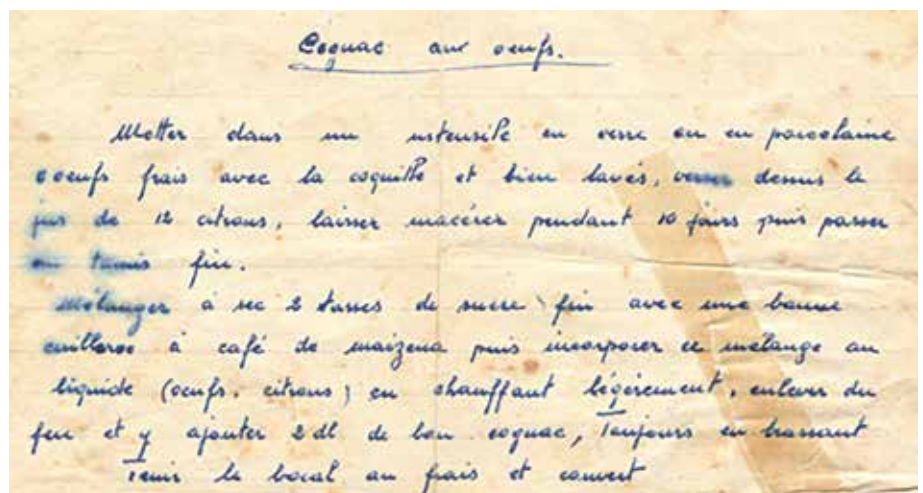 Cognac aux oeufs.
Mettez dans un ustensile en verre ou en porcelaine
oeufs frais avec la coquille et bien lavés, verser dessus le
jus de 12 citrons, laisser macérer pendant 10 jours puis passer
au tamis fin.
Mélanger à sec 2 tasses de sucre fin avec une bonne
cuilleree à café de maizena puis incorporer ce mélange au
liquide (oeufs, citrons) en chauffant légèrement, enlever du
feu et y ajouter 2 dl de bon cognac, Toujours en brassant
Tenir le bocal au frais et couvert